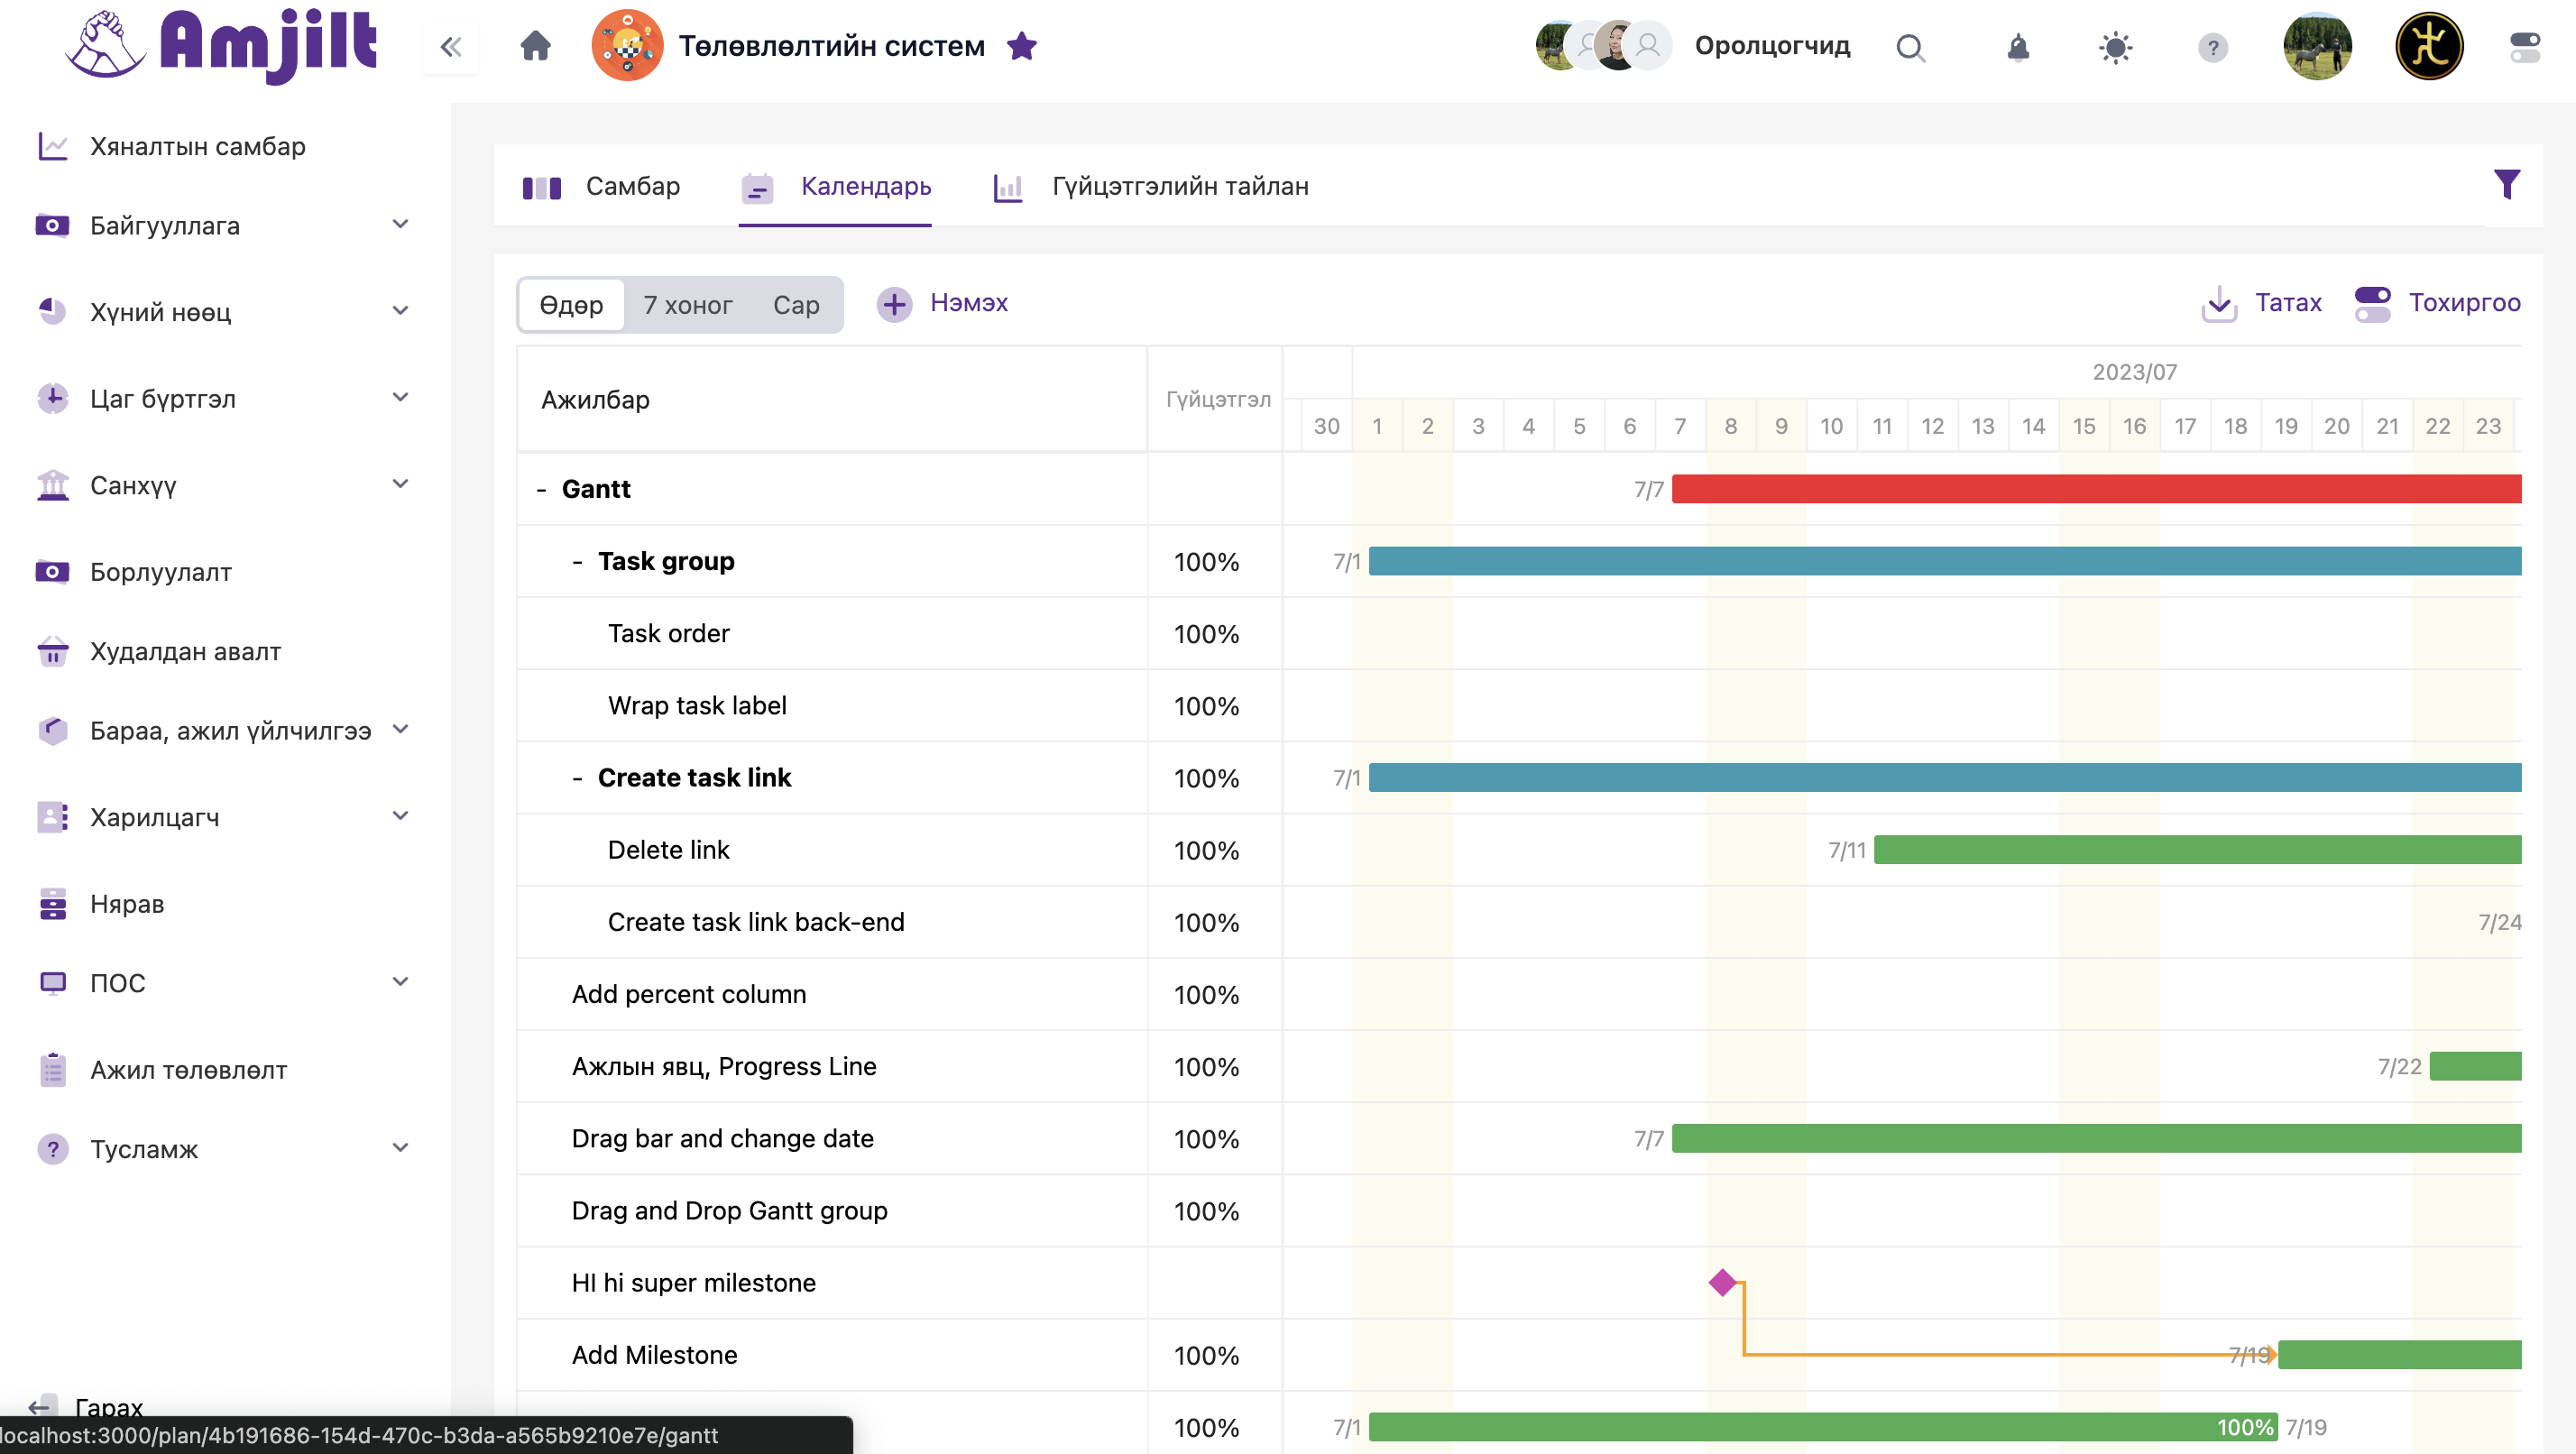 Amjilt
Төлөвлөлтийн систем
Оролцогчид
Хяналтын самбар
Байгууллага
Хүний нөөц
Цаг бүртгэл
Санхүү
Борлуулалт
Худалдан авалт
Бараа, ажил үйлчилгээ
Харилцагч
Нярав
ПОС
Ажил төлөвлөлт
Тусламж
Гарах
Самбар
Календарь
Гүйцэтгэлийн тайлан
Өдөр 7 хоног Сар
Нэмэх
Татах
Тохиргоо
Ажилбар Гүйцэтгэл 2023/07
30 1 2 3 4 5 6 7 8 9 10 11 12 13 14 15 16 17 18 19 20 21 22 23
- Gantt 7/7
- Task group 100% 7/1
Task order 100%
Wrap task label 100%
- Create task link 100% 7/1
Delete link 100% 7/11
Create task link back-end 100% 7/24
Add percent column 100%
Ажлын явц, Progress Line 100% 7/22
Drag bar and change date 100% 7/7
Drag and Drop Gantt group 100%
HI hi super milestone
Add Milestone 100% 7/19
100% 7/1 100% 7/19
localhost:3000/plan/4b191686-154d-470c-b3da-a565b9210e7e/gantt